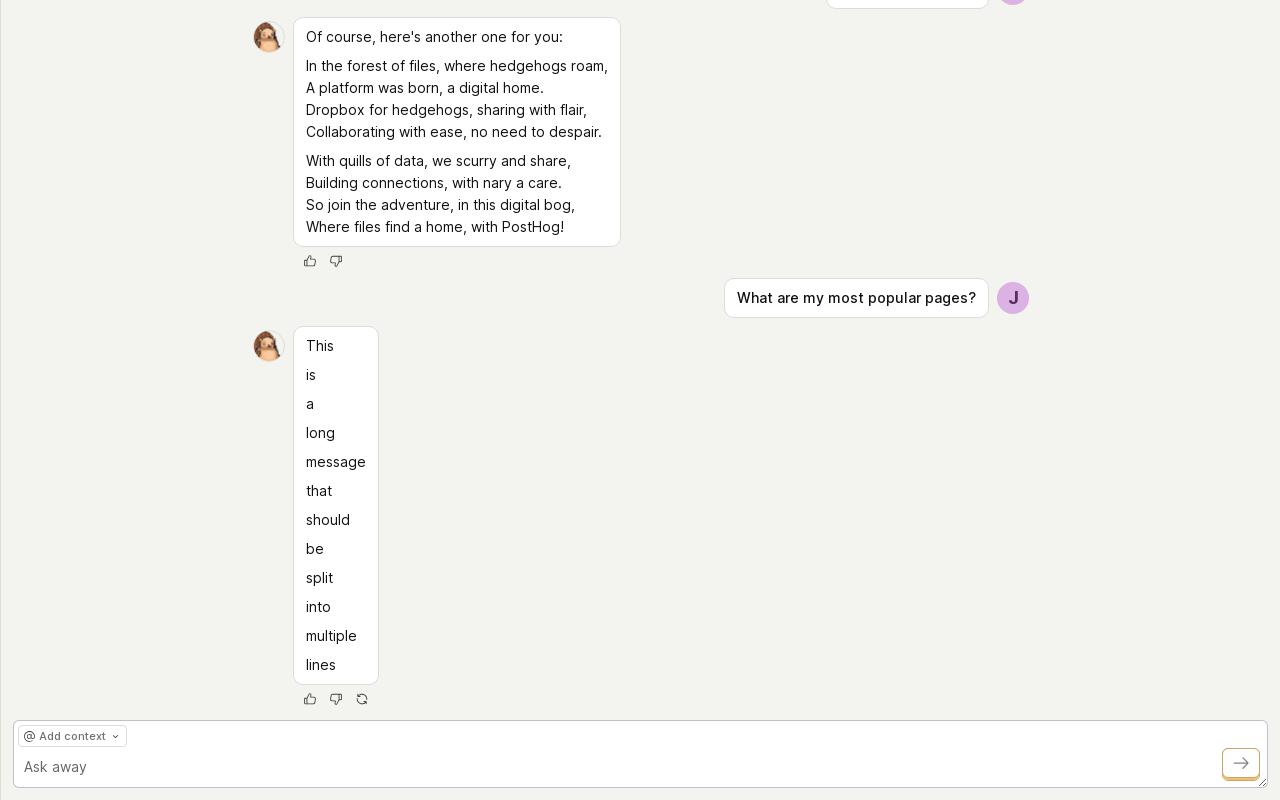 Of course, here's another one for you:
In the forest of files, where hedgehogs roam,
A platform was born, a digital home.
Dropbox for hedgehogs, sharing with flair,
Collaborating with ease, no need to despair.
With quills of data, we scurry and share,
Building connections, with nary a care.
So join the adventure, in this digital bog,
Where files find a home, with PostHog!
What are my most popular pages?
J
This
is
a
long
message
that
should
be
split
into
multiple
lines
@ Add context
Ask away